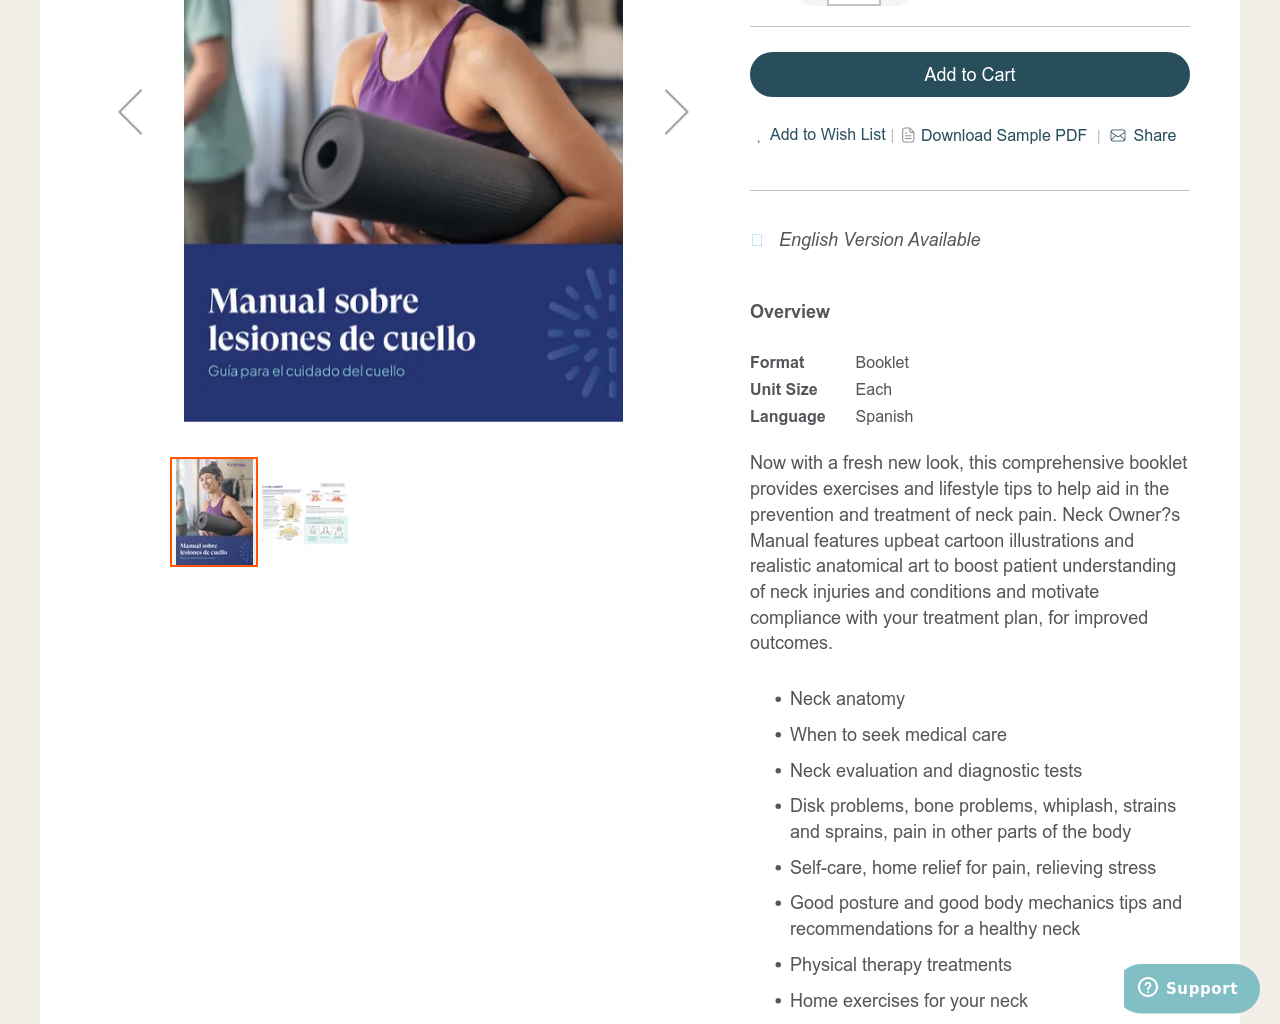 Add to Cart
Add to Wish List | Download Sample PDF | Share
English Version Available
Manual sobre
lesiones de cuello
Guía para el cuidado del cuello
Overview
Format Booklet
Unit Size Each
Language Spanish
Now with a fresh new look, this comprehensive booklet
provides exercises and lifestyle tips to help aid in the
prevention and treatment of neck pain. Neck Owner?s
Manual features upbeat cartoon illustrations and
realistic anatomical art to boost patient understanding
of neck injuries and conditions and motivate
compliance with your treatment plan, for improved
outcomes.
• Neck anatomy
• When to seek medical care
• Neck evaluation and diagnostic tests
• Disk problems, bone problems, whiplash, strains
and sprains, pain in other parts of the body
• Self-care, home relief for pain, relieving stress
• Good posture and good body mechanics tips and
recommendations for a healthy neck
• Physical therapy treatments
• Home exercises for your neck
Manual sobre
lesiones de cuello
Support